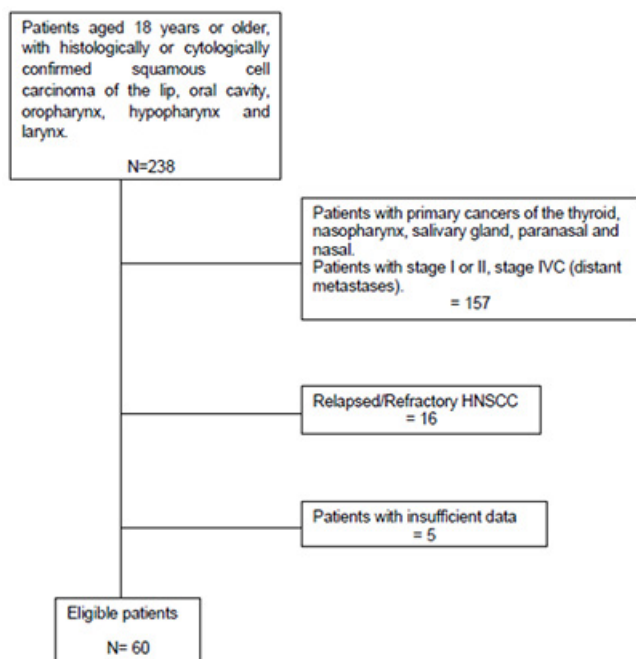 Patients aged 18 years or older,
with histologically or cytologically
confirmed squamous cell
carcinoma of the lip, oral cavity,
oropharynx, hypopharynx and
larynx.
N=238
Patients with primary cancers of the thyroid,
nasopharynx, salivary gland, paranasal and
nasal.
Patients with stage I or II, stage IVC (distant
metastases).
= 157
Relapsed/Refractory HNSCC
= 16
Patients with insufficient data
= 5
Eligible patients
N= 60